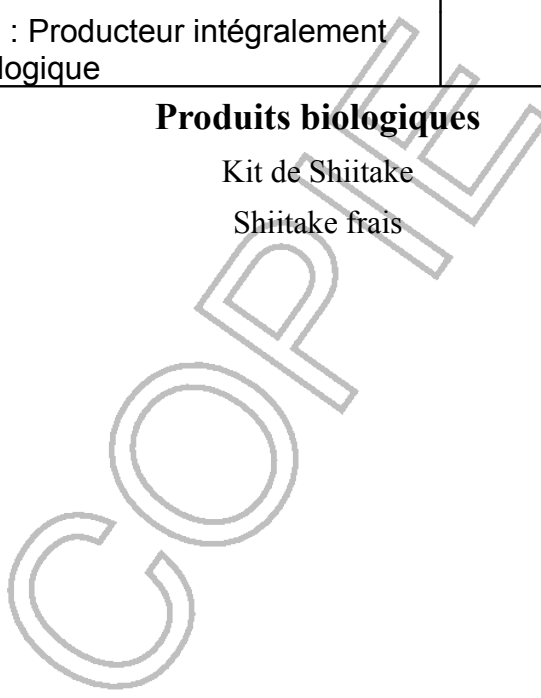 : Producteur intégralement
logique
Produits biologiques
Kit de Shiitake
Shiitake frais
COPIE